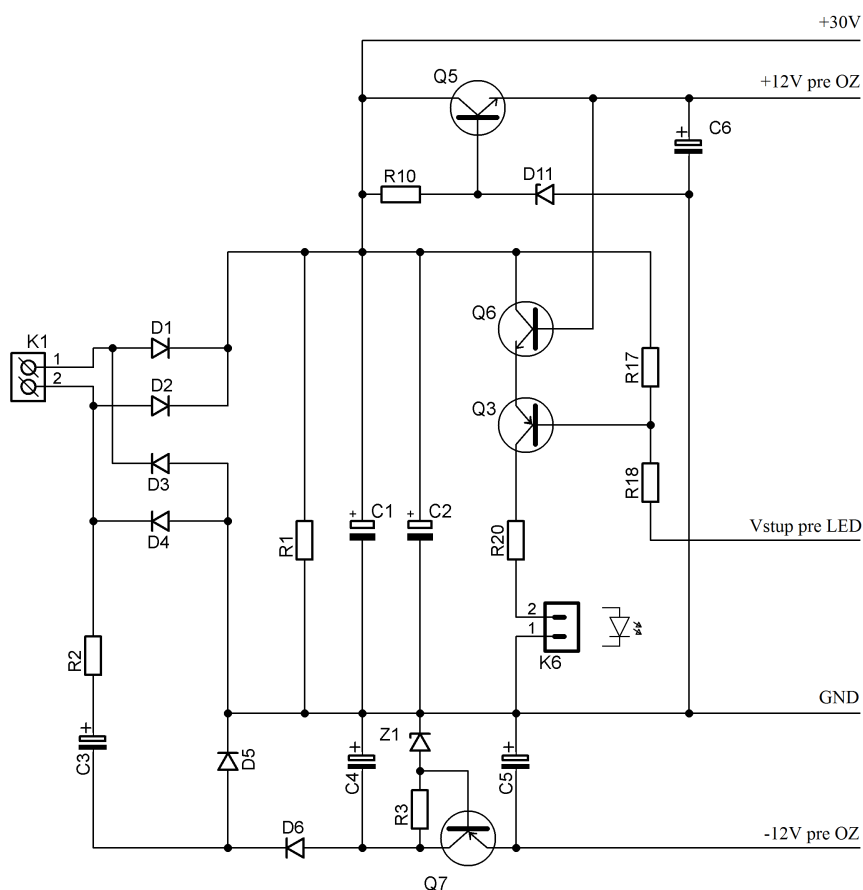 +30V
Q5
+12V pre OZ
C6
+
R10
D11
Q6
K1
D1
1
2
D2
R17
Q3
D3
R18
+
C1
+
C2
Vstup pre LED
D4
R1
R20
2
1
K6
R2
GND
+
C3
D5
+
C4
Z1
+
C5
R3
D6
-12V pre OZ
Q7